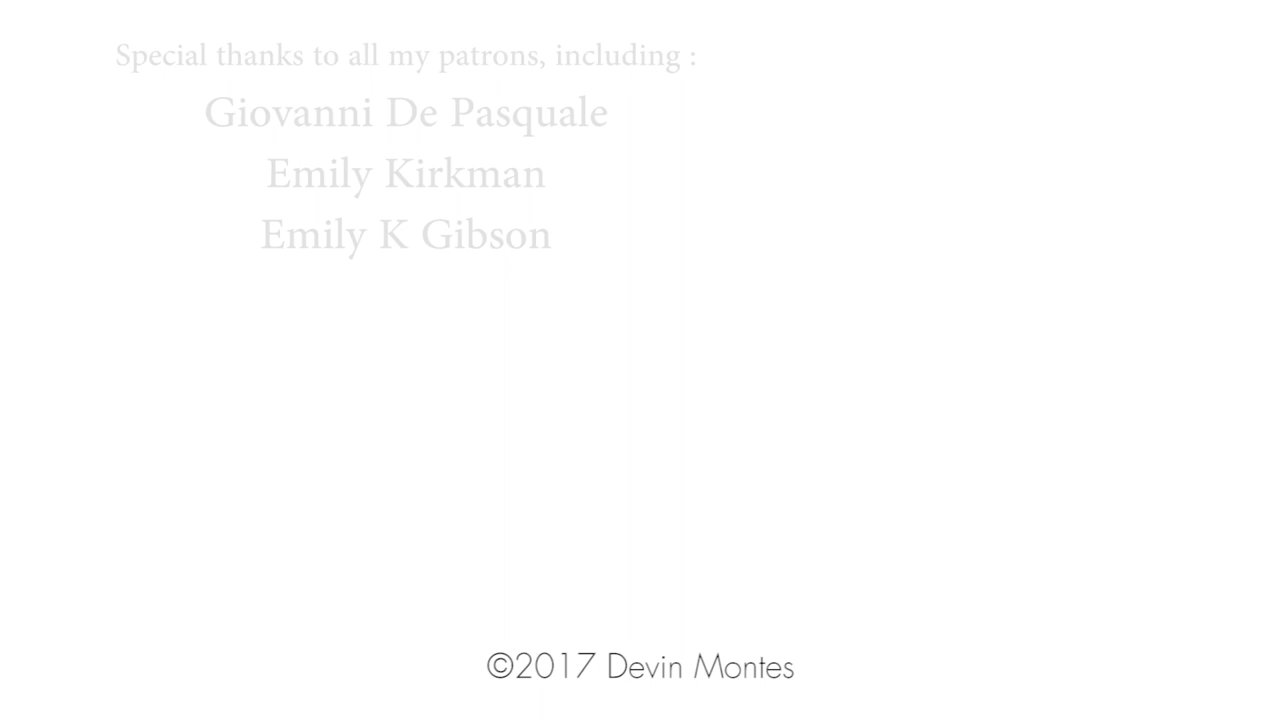 Special thanks to all my patrons, including :
Giovanni De Pasquale
Emily Kirkman
Emily K Gibson
©2017 Devin Montes